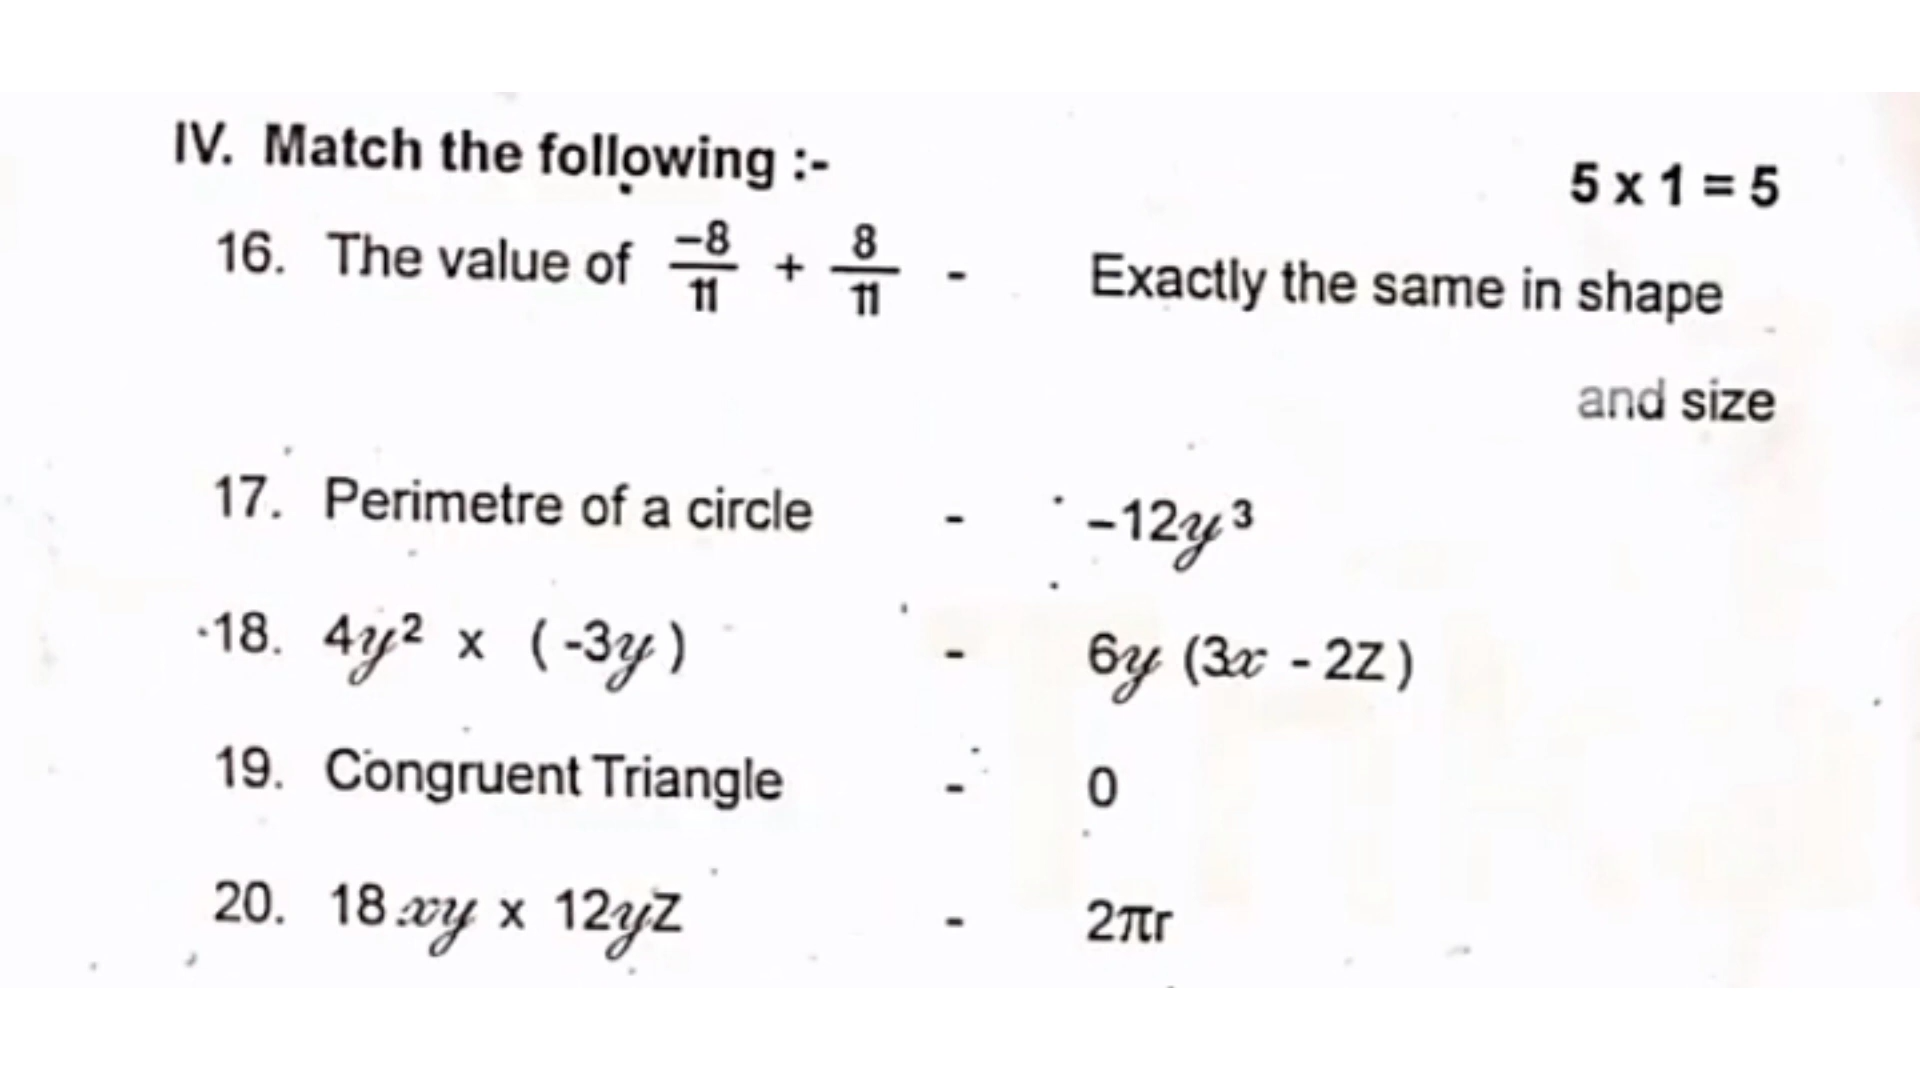 IV. Match the following :-
5 x 1 = 5
16. The value of −8/11 + 8/11 - Exactly the same in shape
and size
17. Perimetre of a circle - −12y³
18. 4y² x (-3y) - 6y (3x - 2Z)
19. Congruent Triangle - 0
20. 18xy x 12yZ - 2πr